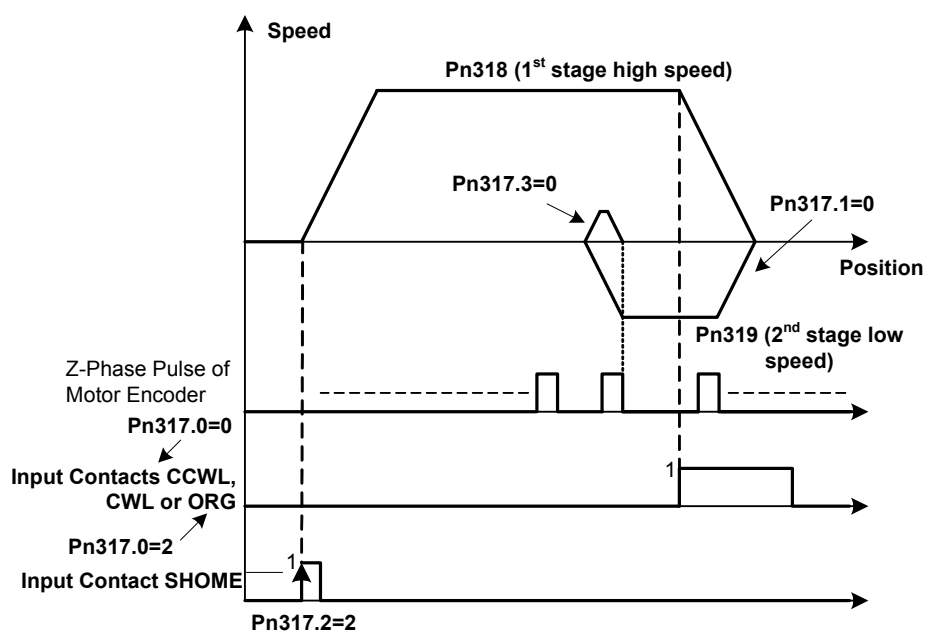 Speed
Pn318 (1st stage high speed)
Pn317.3=0
Pn317.1=0
Position
Pn319 (2nd stage low
speed)
Z-Phase Pulse of
Motor Encoder
Pn317.0=0
Input Contacts CCWL,
CWL or ORG
1
Pn317.0=2
1
Input Contact SHOME
Pn317.2=2